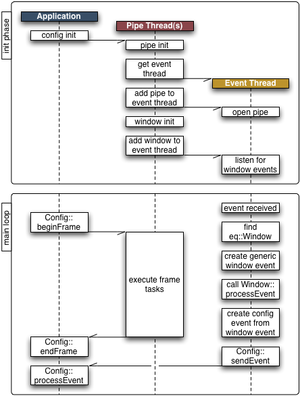 init phase
Application
Pipe Thread(s)
config init
pipe init
get event
thread
Event Thread
add pipe to
event thread
open pipe
window init
add window to
event thread
listen for
window events
main loop
event received
Config::
beginFrame
find
eq::Window
create generic
window event
execute frame
tasks
call Window::
processEvent
create config
event from
window event
Config::
endFrame
Config::
sendEvent
Config::
processEvent